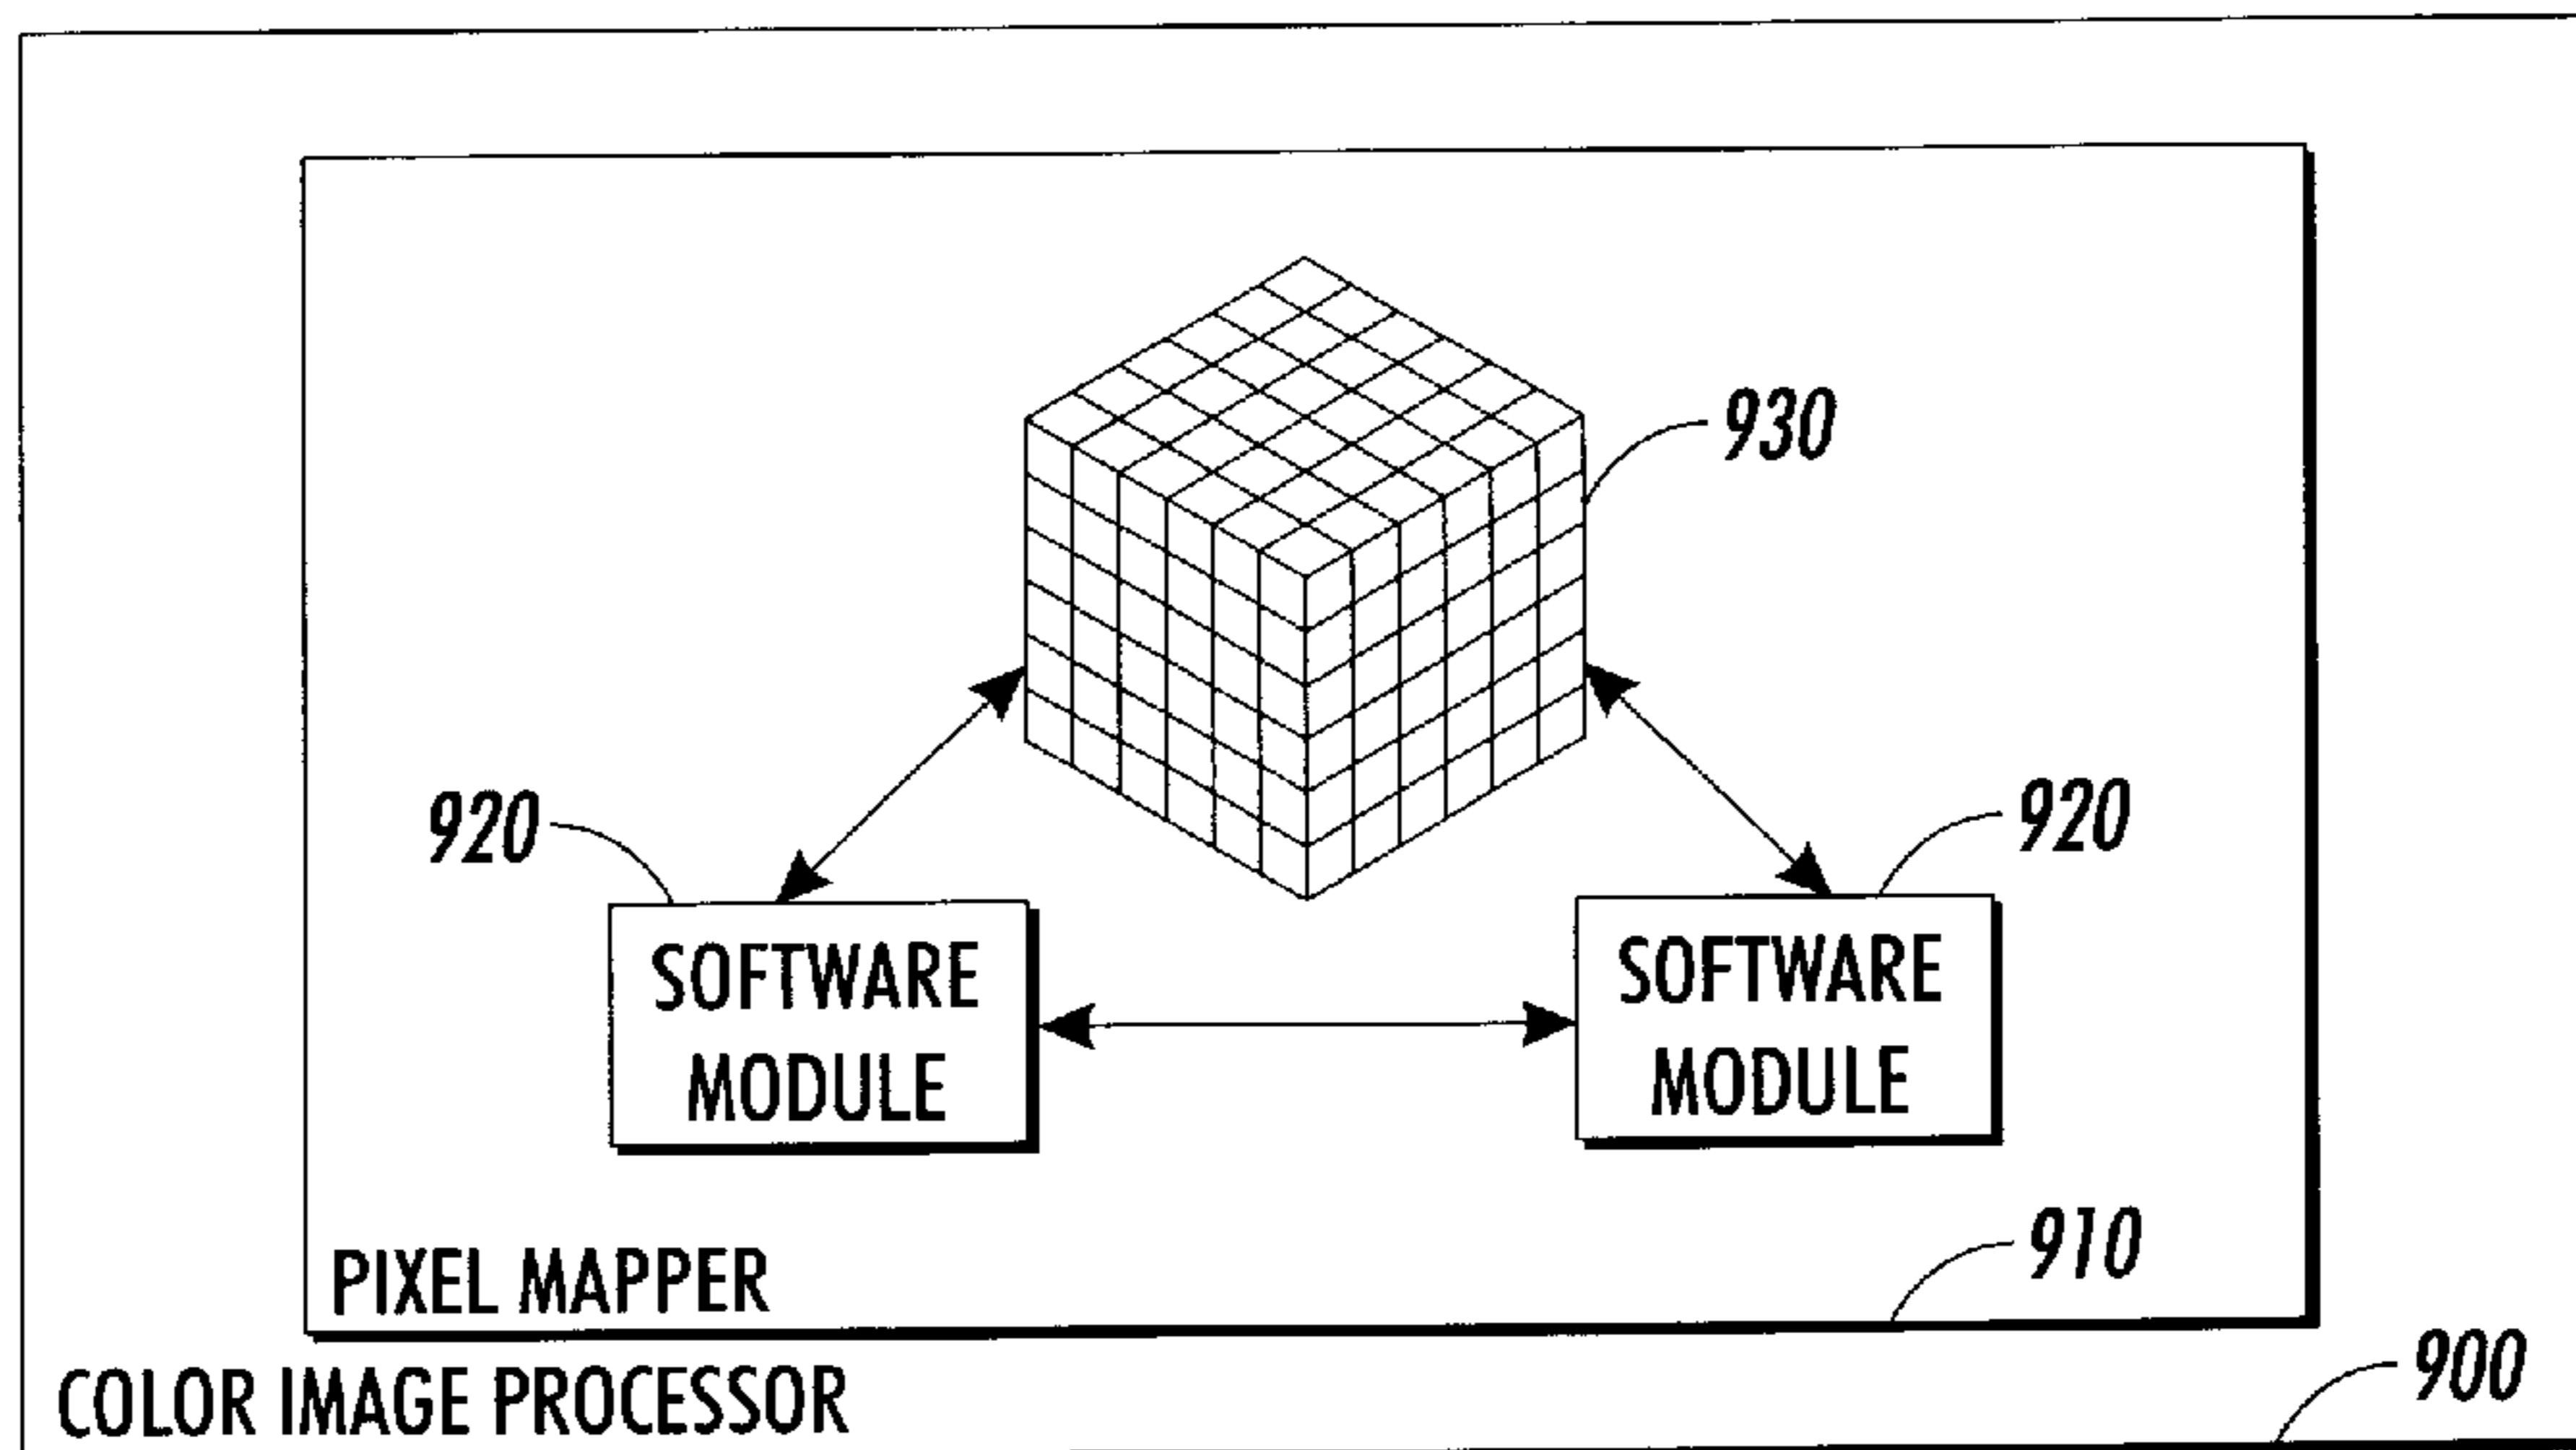 930
920
920
SOFTWARE
MODULE
SOFTWARE
MODULE
910
PIXEL MAPPER
900
COLOR IMAGE PROCESSOR